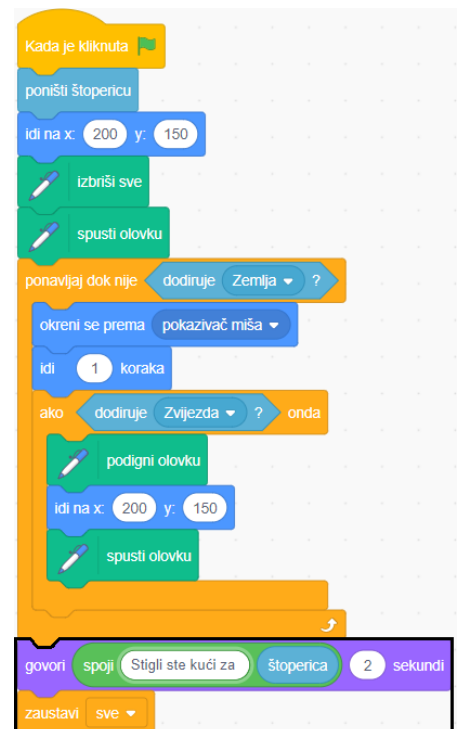 Kada je kliknuta
poništi štopericu
idi na x: 200 y: 150
izbriši sve
spusti olovku
ponavljaj dok nije dodiruje Zemlja ?
okreni se prema pokazivač miša
idi 1 koraka
ako dodiruje Zvijezda ? onda
podigni olovku
idi na x: 200 y: 150
spusti olovku
govori spoji Stigli ste kući za štoperica 2 sekundi
zaustavi sve